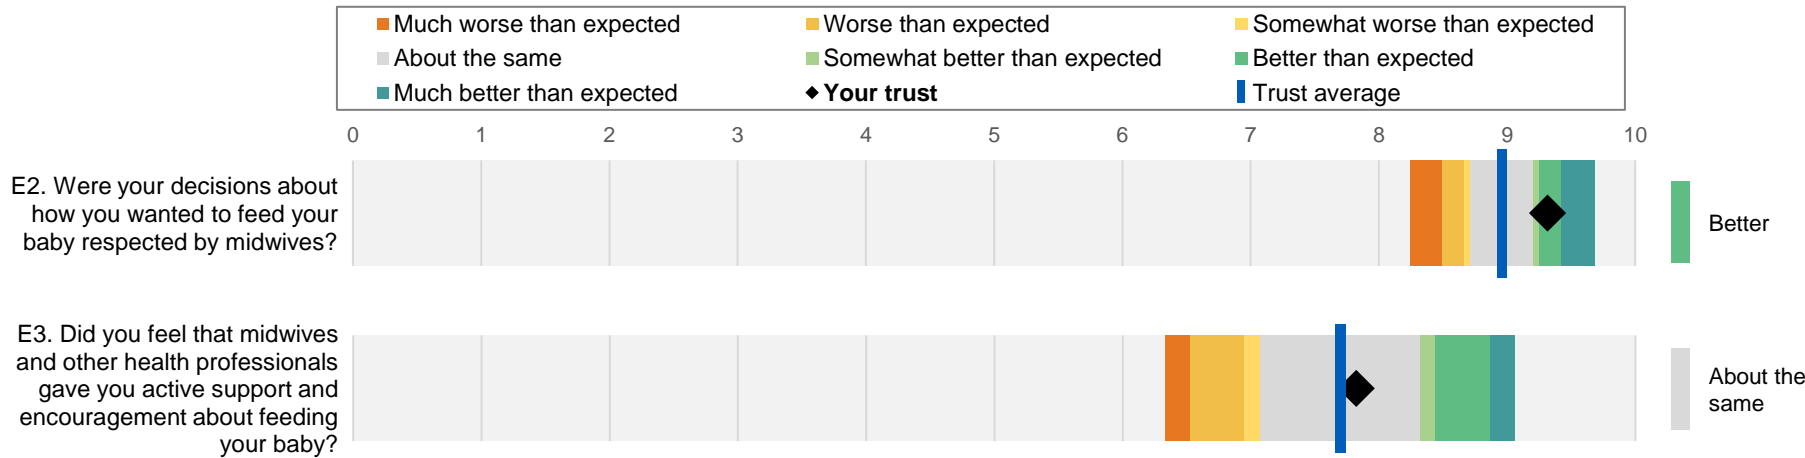 Much worse than expected
Worse than expected
Somewhat worse than expected
About the same
Somewhat better than expected
Better than expected
Much better than expected
Your trust
Trust average
0 1 2 3 4 5 6 7 8 9 10
E2. Were your decisions about
how you wanted to feed your
baby respected by midwives?
Better
E3. Did you feel that midwives
and other health professionals
gave you active support and
encouragement about feeding
your baby?
About the
same